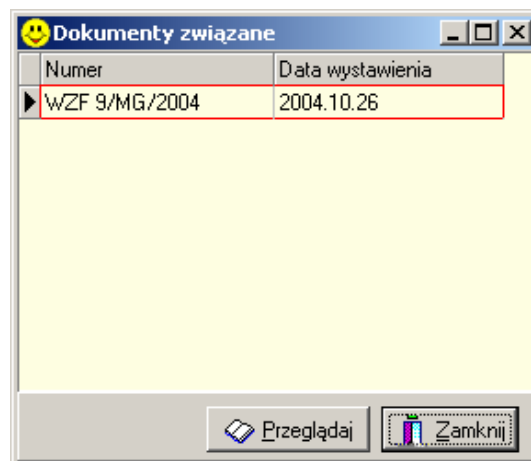 Dokumenty związane
Numer Data wystawienia
WZF 9/MG/2004 2004.10.26
Przeglądaj Zamknij